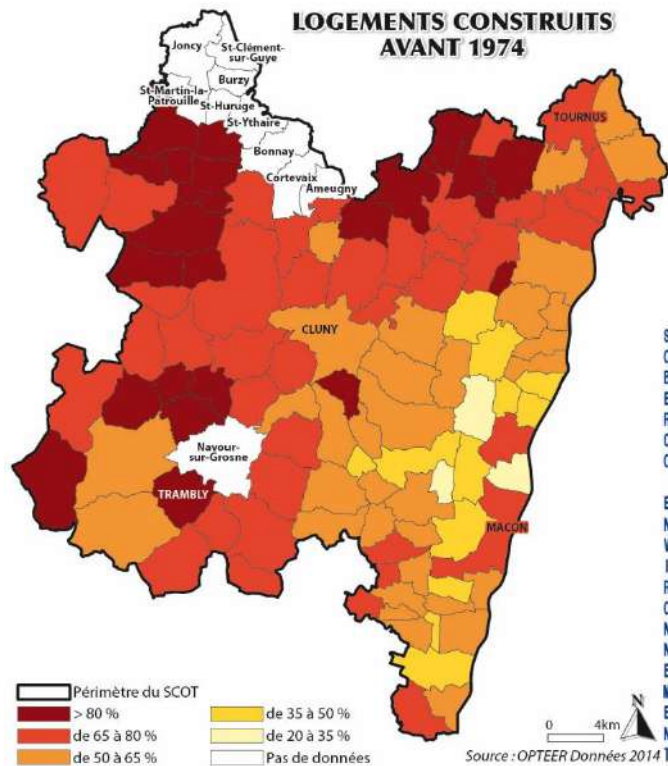 LOGEMENTS CONSTRUITS
AVANT 1974
Joncy
St-Clément-
sur-Guye
Burzy
St-Martin-la-
Patrouille
St-Huruge
St-Ythaire
Bonnay
Cortevaix
Ameugny
TOURNUS
CLUNY
Navour-
sur-Grosne
TRAMBLY
MACON
Périmètre du SCOT
> 80 %
de 65 à 80 %
de 50 à 65 %
de 35 à 50 %
de 20 à 35 %
Pas de données
0 4km
N
Source : OPTEER Données 2014